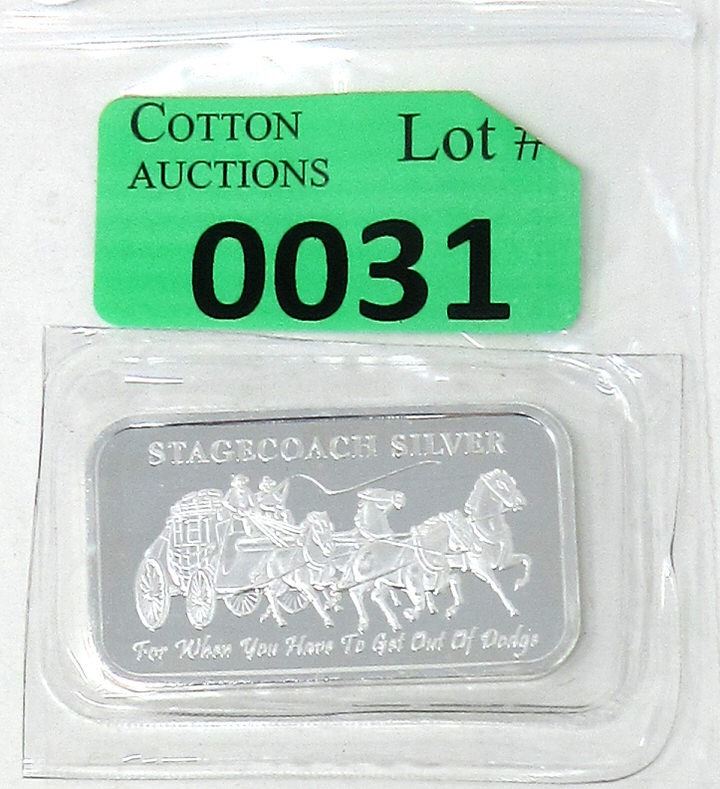 COTTON
AUCTIONS
Lot #
0031
STAGECOACH SILVER
For When You Have To Get Out Of Dodge